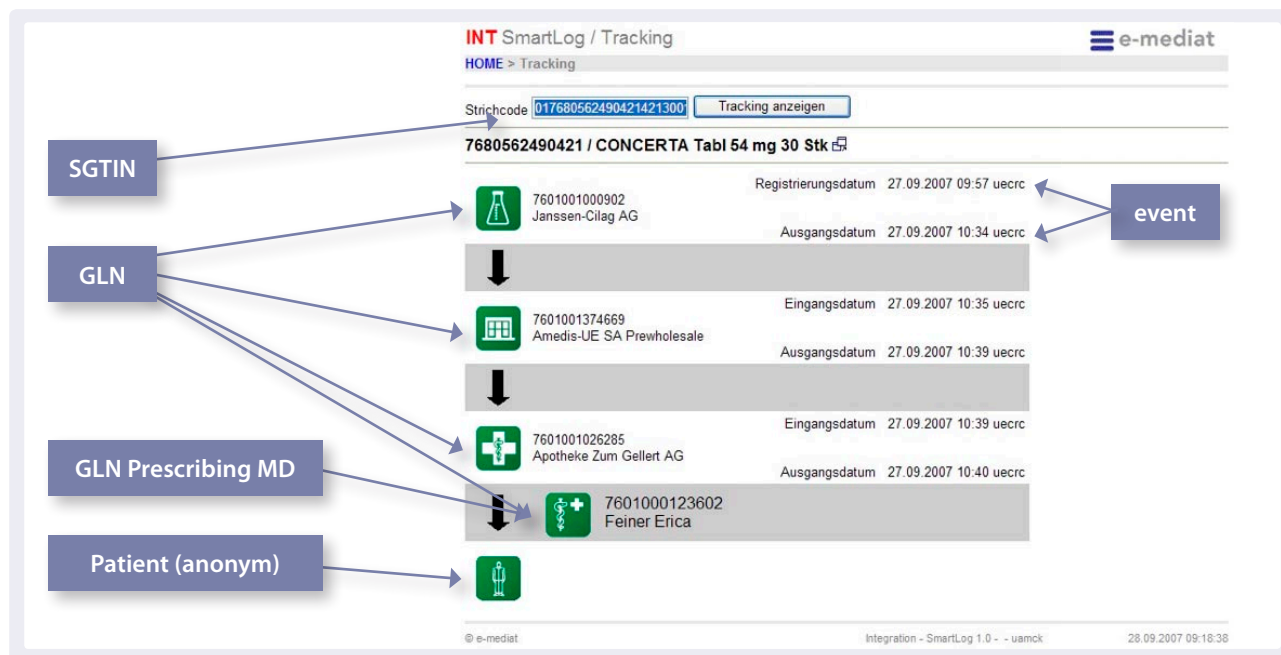 INT SmartLog / Tracking
e-mediat
HOME > Tracking
Strichcode 017680562490421421300 Tracking anzeigen
7680562490421 / CONCERTA Tabl 54 mg 30 Stk
SGTIN
Registrierungsdatum 27.09.2007 09:57 uecrc
7601001000902
Janssen-Cilag AG
event
Ausgangsdatum 27.09.2007 10:34 uecrc
GLN
Eingangsdatum 27.09.2007 10:35 uecrc
7601001374669
Amedis-UE SA Prewholesale
Ausgangsdatum 27.09.2007 10:39 uecrc
Eingangsdatum 27.09.2007 10:39 uecrc
7601001026285
Apotheke Zum Gellert AG
GLN Prescribing MD
Ausgangsdatum 27.09.2007 10:40 uecrc
7601000123602
Feiner Erica
Patient (anonym)
© e-mediat Integration - SmartLog 1.0 - - uamck 28.09.2007 09:18:38